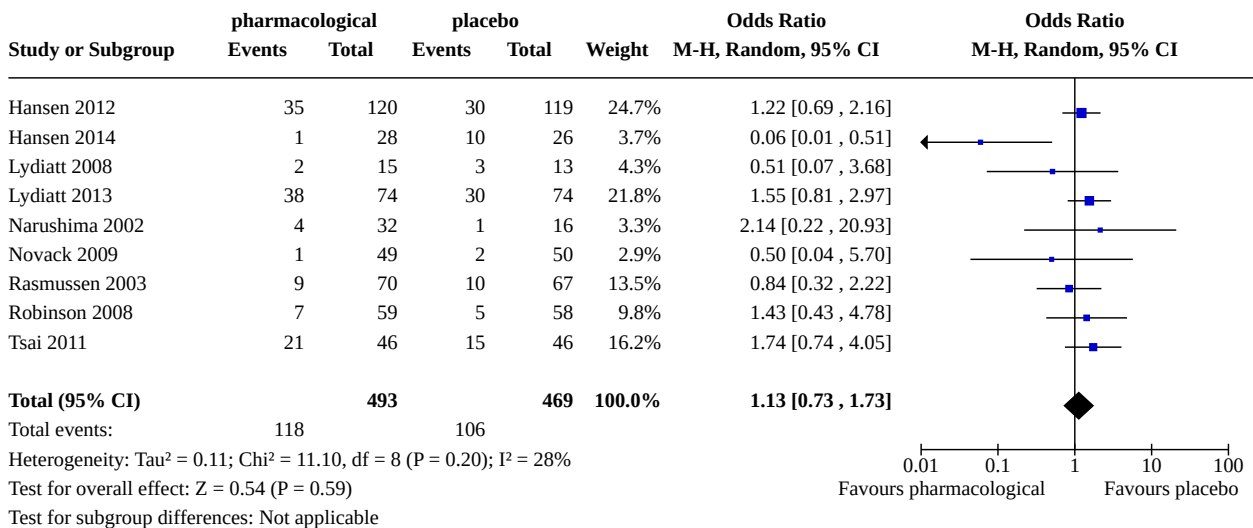 pharmacological placebo Odds Ratio Odds Ratio
Study or Subgroup Events Total Events Total Weight M-H, Random, 95% CI M-H, Random, 95% CI
Hansen 2012 35 120 30 119 24.7% 1.22 [0.69 , 2.16]
Hansen 2014 1 28 10 26 3.7% 0.06 [0.01 , 0.51]
Lydiatt 2008 2 15 3 13 4.3% 0.51 [0.07 , 3.68]
Lydiatt 2013 38 74 30 74 21.8% 1.55 [0.81 , 2.97]
Narushima 2002 4 32 1 16 3.3% 2.14 [0.22 , 20.93]
Novack 2009 1 49 2 50 2.9% 0.50 [0.04 , 5.70]
Rasmussen 2003 9 70 10 67 13.5% 0.84 [0.32 , 2.22]
Robinson 2008 7 59 5 58 9.8% 1.43 [0.43 , 4.78]
Tsai 2011 21 46 15 46 16.2% 1.74 [0.74 , 4.05]
Total (95% CI) 493 469 100.0% 1.13 [0.73 , 1.73]
Total events: 118 106
Heterogeneity: Tau² = 0.11; Chi² = 11.10, df = 8 (P = 0.20); I² = 28% 0.01 0.1 1 10 100
Test for overall effect: Z = 0.54 (P = 0.59) Favours pharmacological Favours placebo
Test for subgroup differences: Not applicable